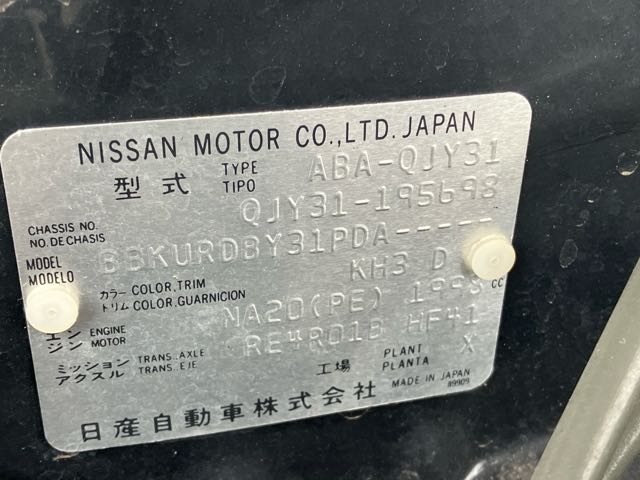 NISSAN MOTOR CO.,LTD. JAPAN
型式 TYPE TIPO ABA-QJY31
CHASSIS NO. NO. DE CHASIS QJY31-195698
MODEL MODELO BBKURDBY31PDA-----
カラー トリム COLOR, TRIM COLOR, GUARNICION KH3 D
エンジン ENGINE MOTOR NA20(PE) 1998 cc
ミッション アクスル TRANS., AXLE TRANS., EJE RE4R01B HF41
工場 PLANT PLANTA X
日産自動車株式会社 MADE IN JAPAN 89909